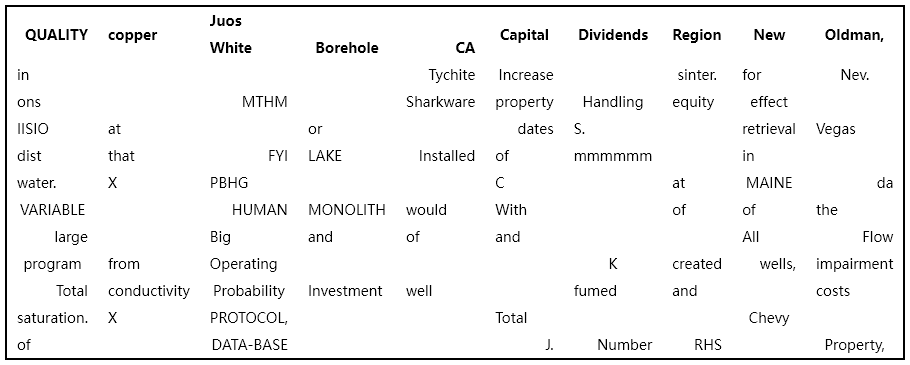 QUALITY copper Juos White Borehole CA Capital Dividends Region New Oldman,
in Tychite Increase sinter. for Nev.
ons MTHM Sharkware property Handling equity effect
IISIO at or dates S. retrieval Vegas
dist that FYI LAKE Installed of mmmmmm in
water. X PBHG C at MAINE da
VARIABLE HUMAN MONOLITH would With of of the
large Big and of and All Flow
program from Operating K created wells, impairment
Total conductivity Probability Investment well fumed and costs
saturation. X PROTOCOL, Total Chevy
of DATA-BASE J. Number RHS Property,